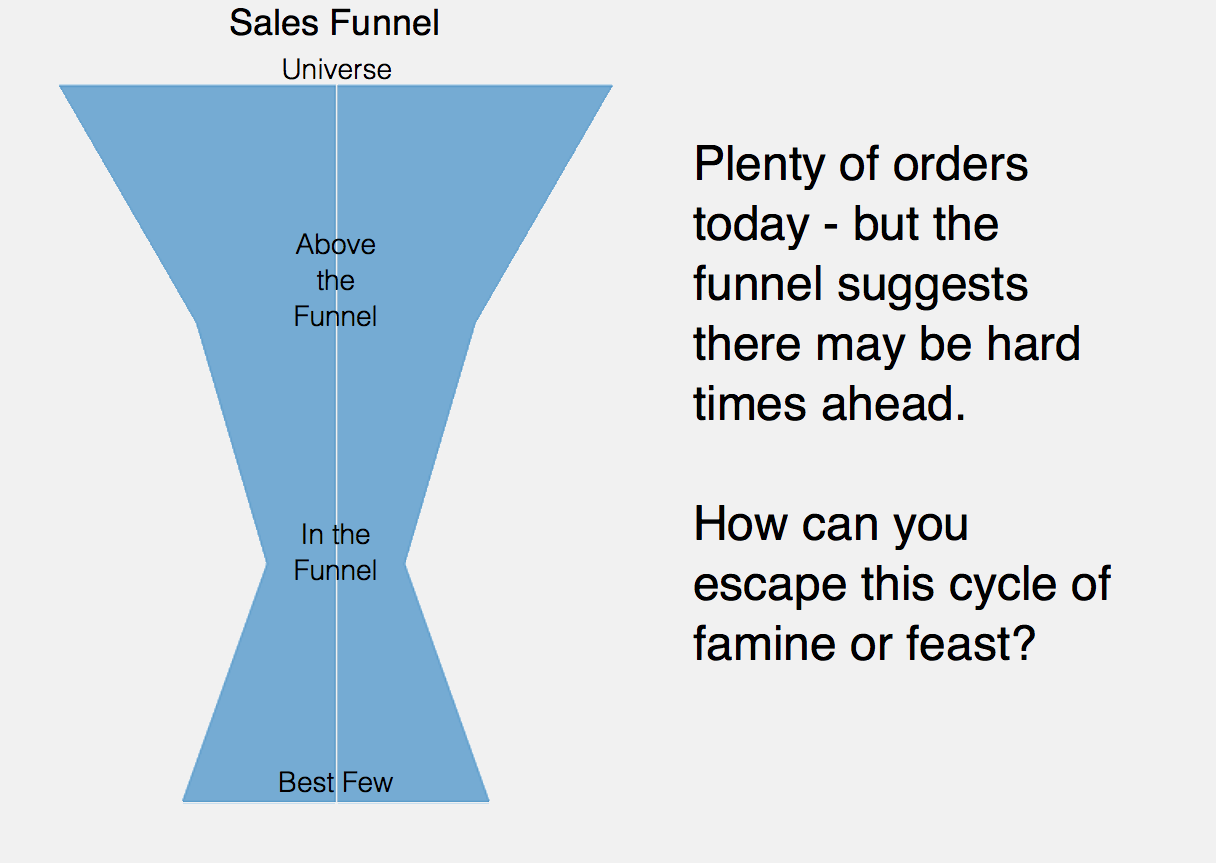 Sales Funnel
Universe
Above
the
Funnel
In the
Funnel
Best Few
Plenty of orders
today - but the
funnel suggests
there may be hard
times ahead.
How can you
escape this cycle of
famine or feast?